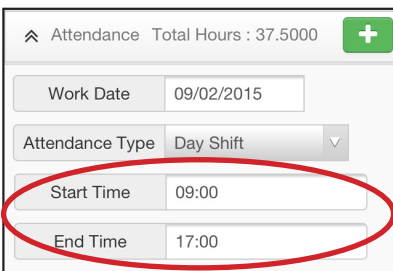 Attendance Total Hours : 37.5000
Work Date 09/02/2015
Attendance Type Day Shift
Start Time 09:00
End Time 17:00